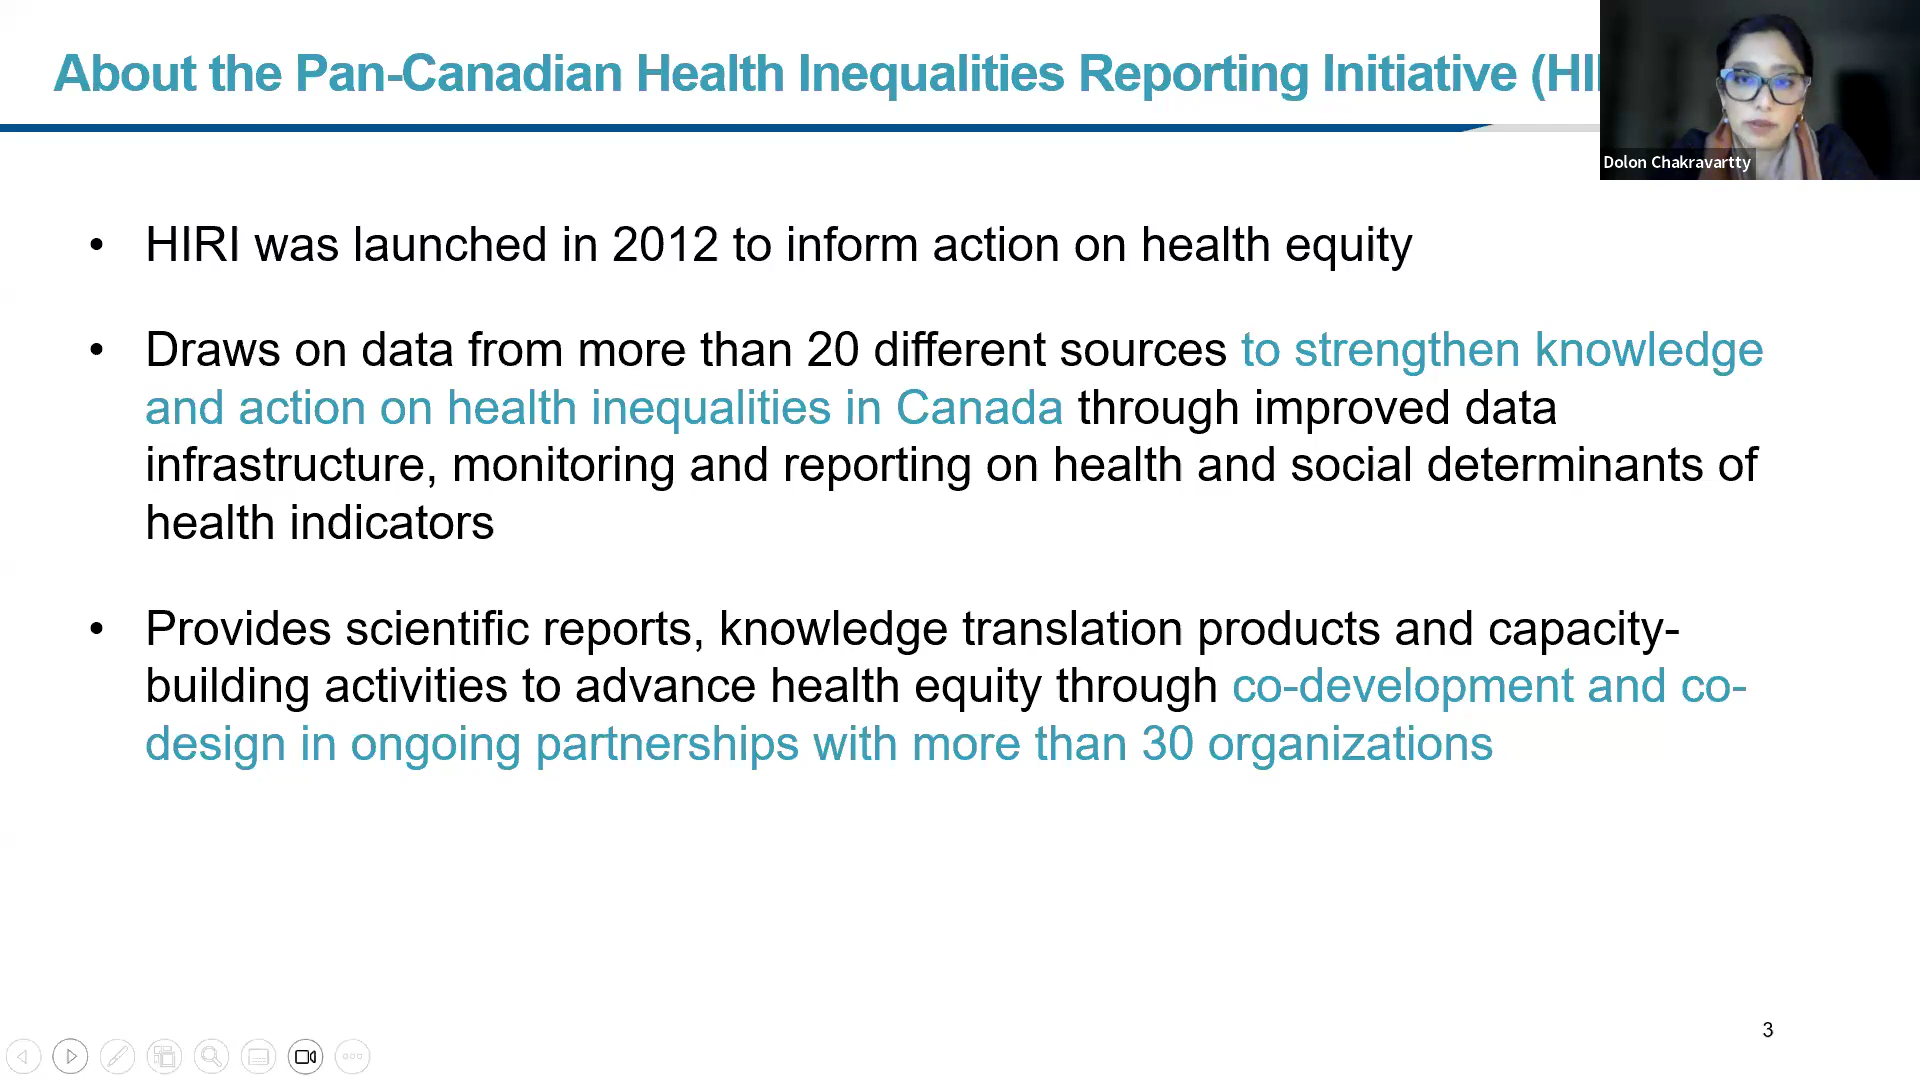 About the Pan-Canadian Health Inequalities Reporting Initiative (HI
Dolon Chakravartty
• HIRI was launched in 2012 to inform action on health equity
• Draws on data from more than 20 different sources to strengthen knowledge
and action on health inequalities in Canada through improved data
infrastructure, monitoring and reporting on health and social determinants of
health indicators
• Provides scientific reports, knowledge translation products and capacity-
building activities to advance health equity through co-development and co-
design in ongoing partnerships with more than 30 organizations
3